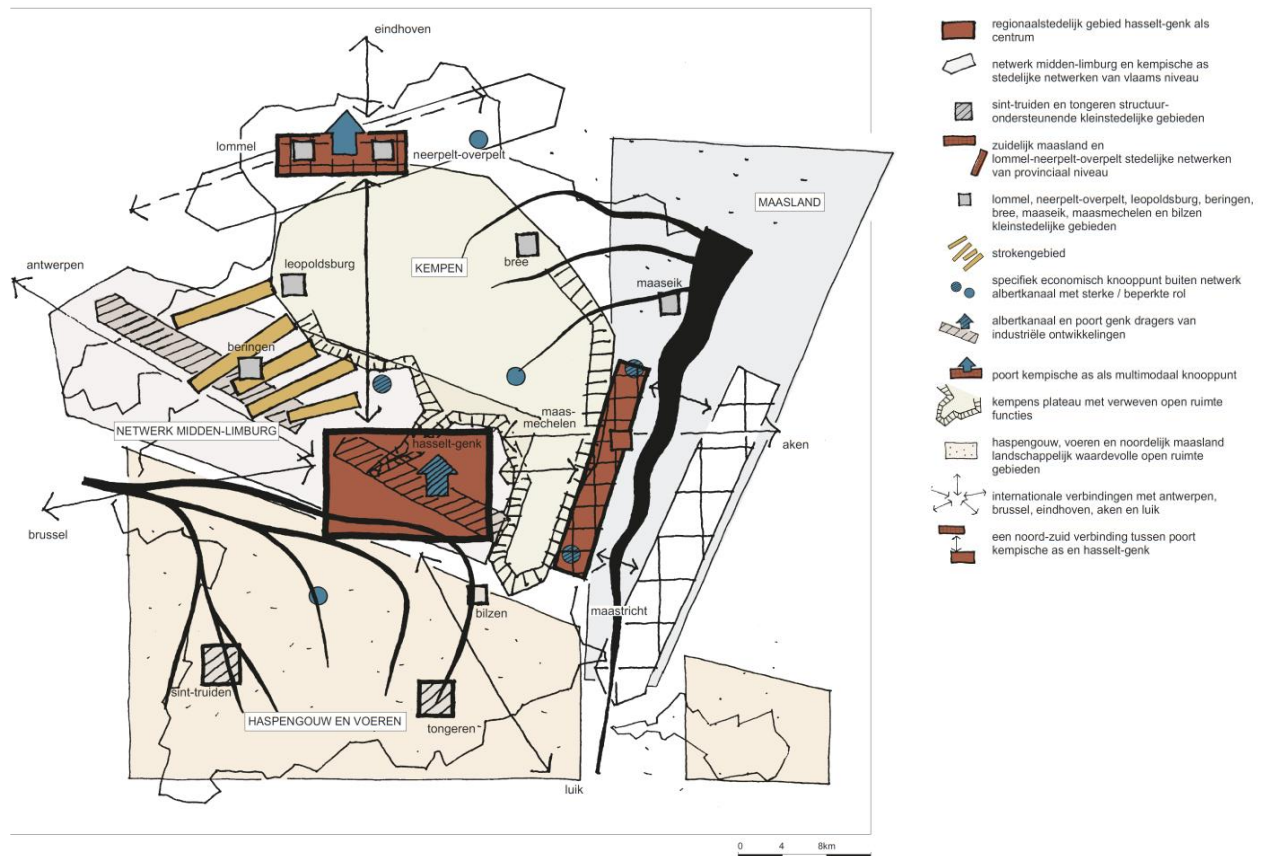 eindhoven
lommel
neerpelt-overpelt
MAASLAND
antwerpen
leopoldsburg
KEMPEN
bree
maaseik
beringen
NETWERK MIDDEN-LIMBURG
maas-
mechelen
hasselt-genk
aken
brussel
bilzen
maastricht
sint-truiden
HASPENGOUW EN VOEREN
tongeren
luik
0 4 8km
regionaalstedelijk gebied hasselt-genk als
centrum
netwerk midden-limburg en kempische as
stedelijke netwerken van vlaams niveau
sint-truiden en tongeren structuur-
ondersteunende kleinstedelijke gebieden
zuidelijk maasland en
lommel-neerpelt-overpelt stedelijke netwerken
van provinciaal niveau
lommel, neerpelt-overpelt, leopoldsburg, beringen,
bree, maaseik, maasmechelen en bilzen
kleinstedelijke gebieden
strokengebied
specifiek economisch knooppunt buiten netwerk
albertkanaal met sterke / beperkte rol
albertkanaal en poort genk dragers van
industriële ontwikkelingen
poort kempische as als multimodaal knooppunt
kempens plateau met verweven open ruimte
functies
haspengouw, voeren en noordelijk maasland
landschappelijk waardevolle open ruimte
gebieden
internationale verbindingen met antwerpen,
brussel, eindhoven, aken en luik
een noord-zuid verbinding tussen poort
kempische as en hasselt-genk